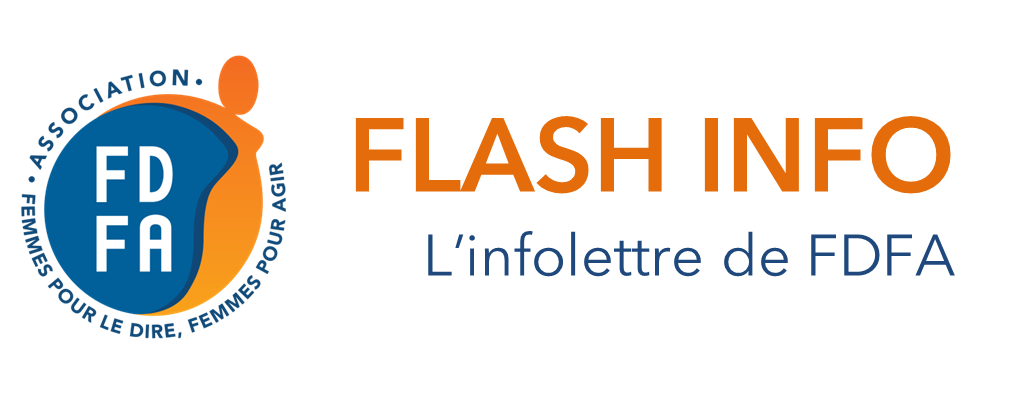 • ASSOCIATION •
FEMMES POUR LE DIRE, FEMMES POUR AGIR
FD
FA
FLASH INFO
L’infolettre de FDFA